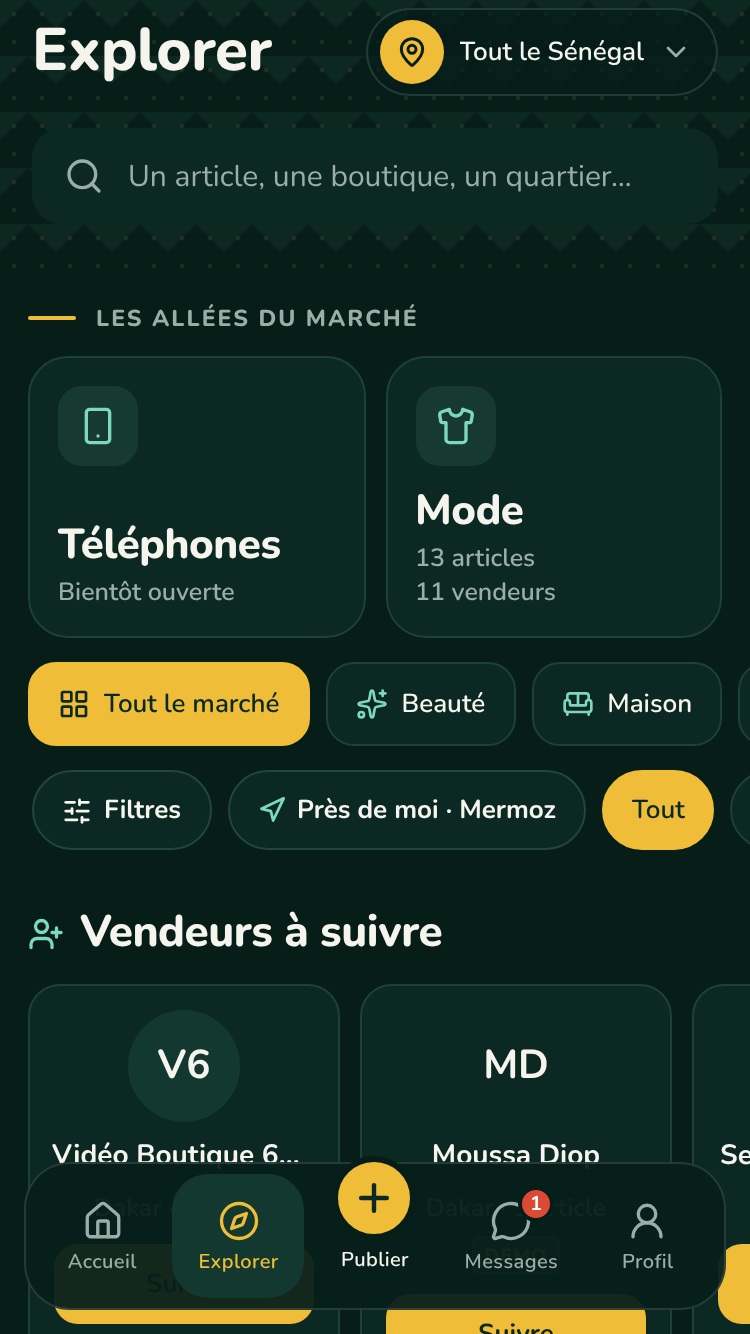 Explorer
Tout le Sénégal
Un article, une boutique, un quartier...
LES ALLÉES DU MARCHÉ
Téléphones
Bientôt ouverte
Mode
13 articles
11 vendeurs
Tout le marché
Beauté
Maison
Filtres
Près de moi · Mermoz
Tout
Vendeurs à suivre
V6
MD
Vidéo Boutique 6...
Moussa Diop
Se
1
Accueil
Explorer
Publier
Messages
Profil
Suivre